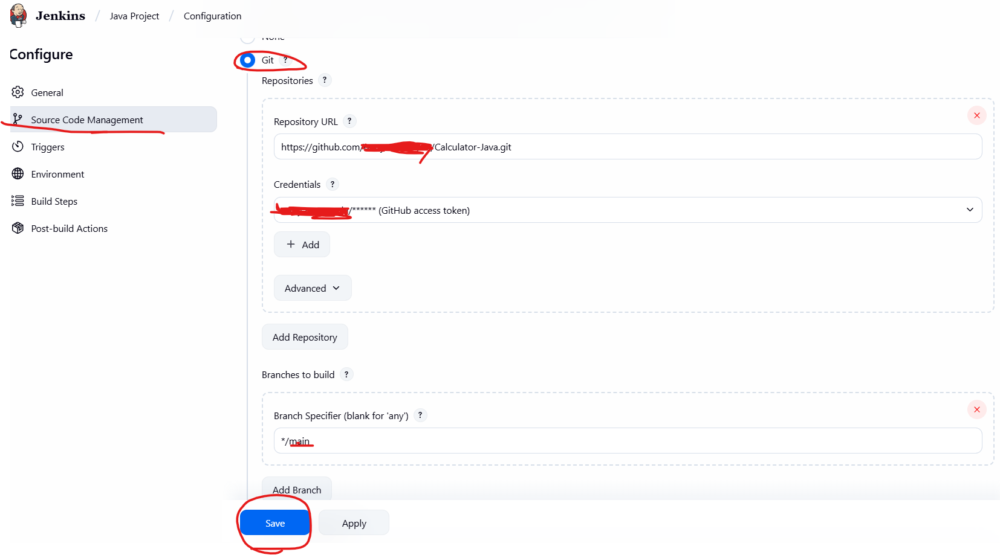 Jenkins / Java Project / Configuration
Configure
General
Source Code Management
Triggers
Environment
Build Steps
Post-build Actions
None
Git ?
Repositories ?
Repository URL ?
https://github.com/ /Calculator-Java.git
Credentials ?
/****** (GitHub access token)
+ Add
Advanced
Add Repository
Branches to build ?
Branch Specifier (blank for 'any') ?
*/main
Add Branch
Save
Apply